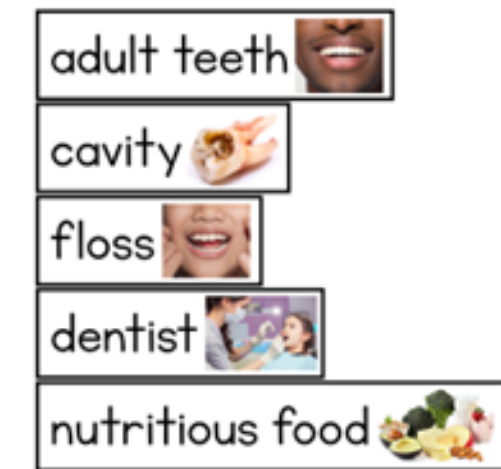 adult teeth
cavity
floss
dentist
nutritious food